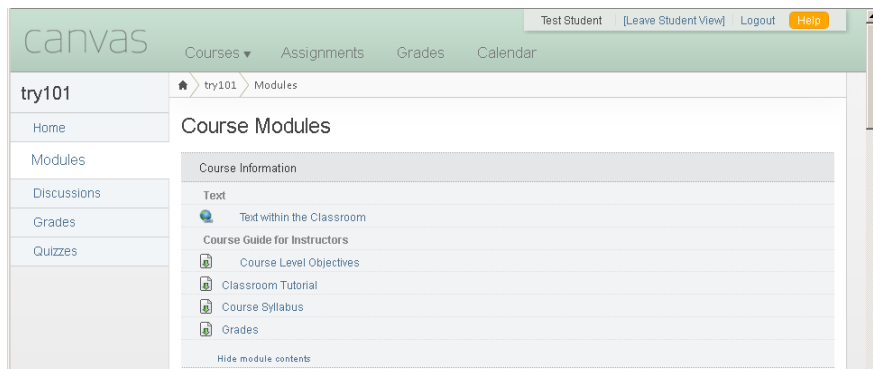 Test Student [Leave Student View] Logout Help
canvas
Courses Assignments Grades Calendar
try101
try101 Modules
Home
Modules
Discussions
Grades
Quizzes
Course Modules
Course Information
Text
Text within the Classroom
Course Guide for Instructors
Course Level Objectives
Classroom Tutorial
Course Syllabus
Grades
Hide module contents